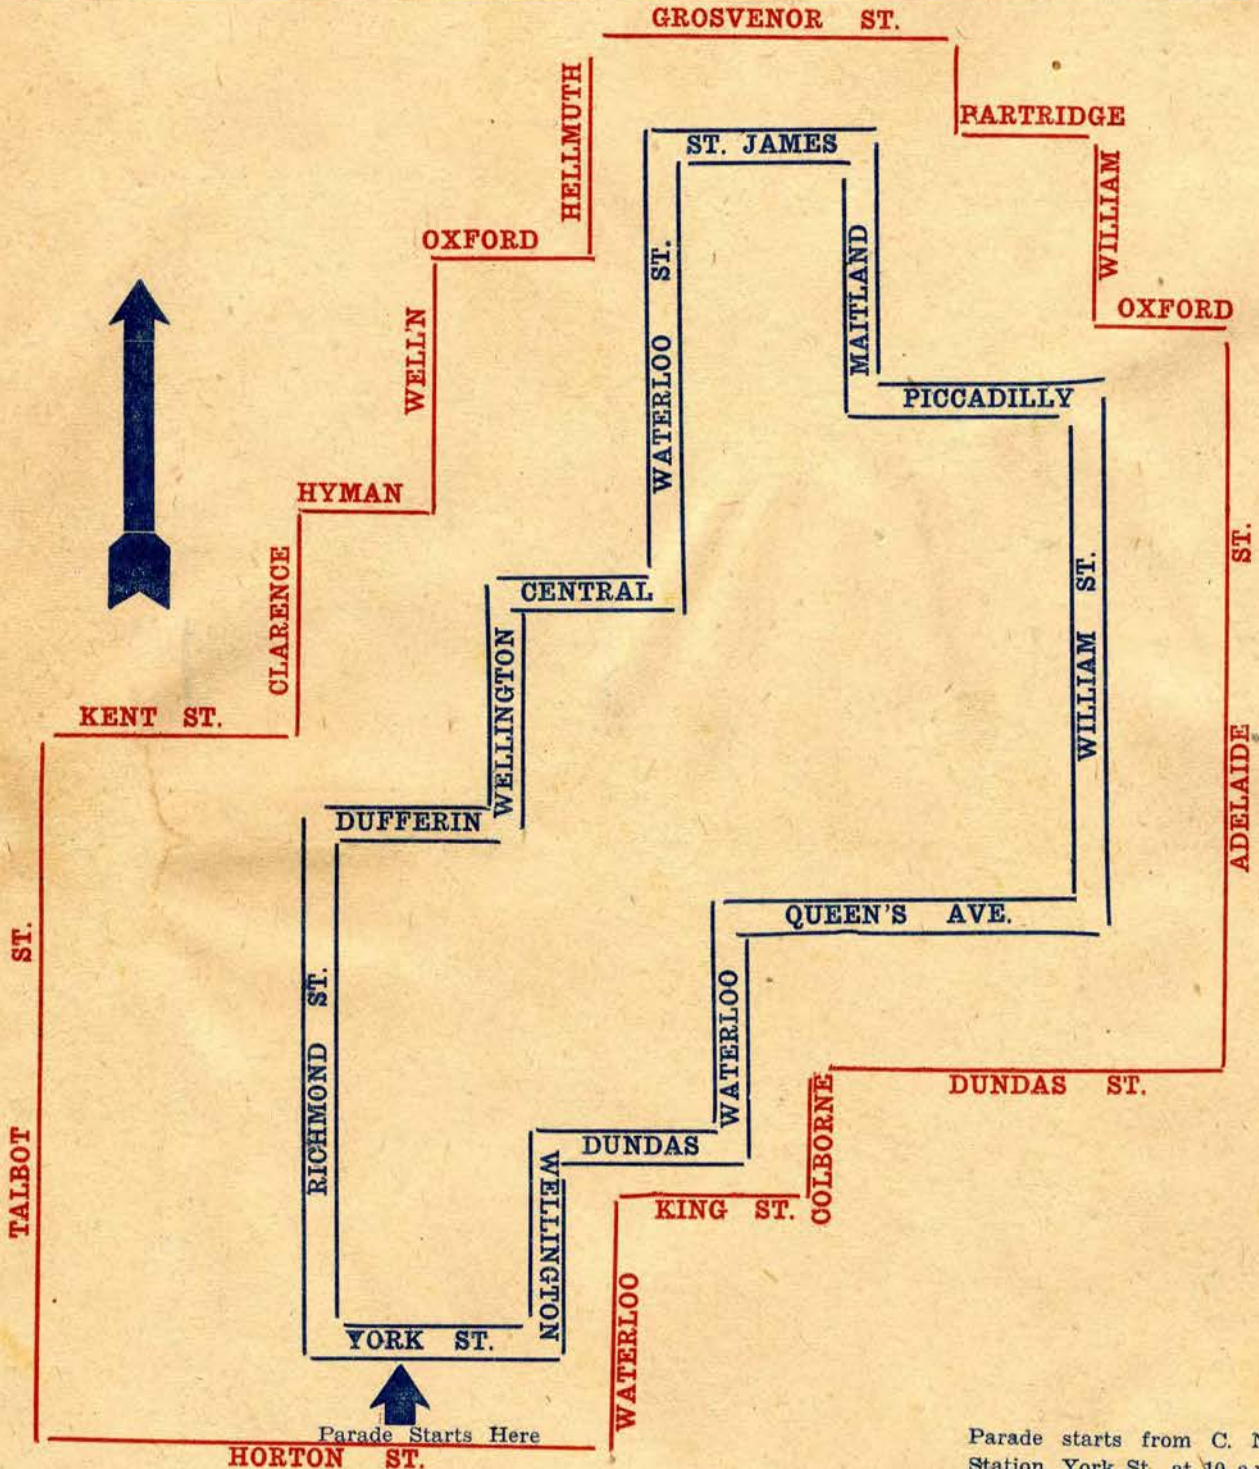 GROSVENOR ST.
HELLMUTH
PARTRIDGE
ST. JAMES
WILLIAM
OXFORD
WATERLOO ST.
MAITLAND
OXFORD
WELL'N
PICCADILLY
HYMAN
CLARENCE
CENTRAL
WILLIAM ST.
ADELAIDE ST.
WELLINGTON
KENT ST.
DUFFERIN
QUEEN'S AVE.
TALBOT ST.
RICHMOND ST.
WATERLOO
DUNDAS ST.
COLBORNE
DUNDAS
WELLINGTON
KING ST.
WATERLOO
YORK ST.
Parade Starts Here
HORTON ST.
Parade starts from C.
Station York St. at 10